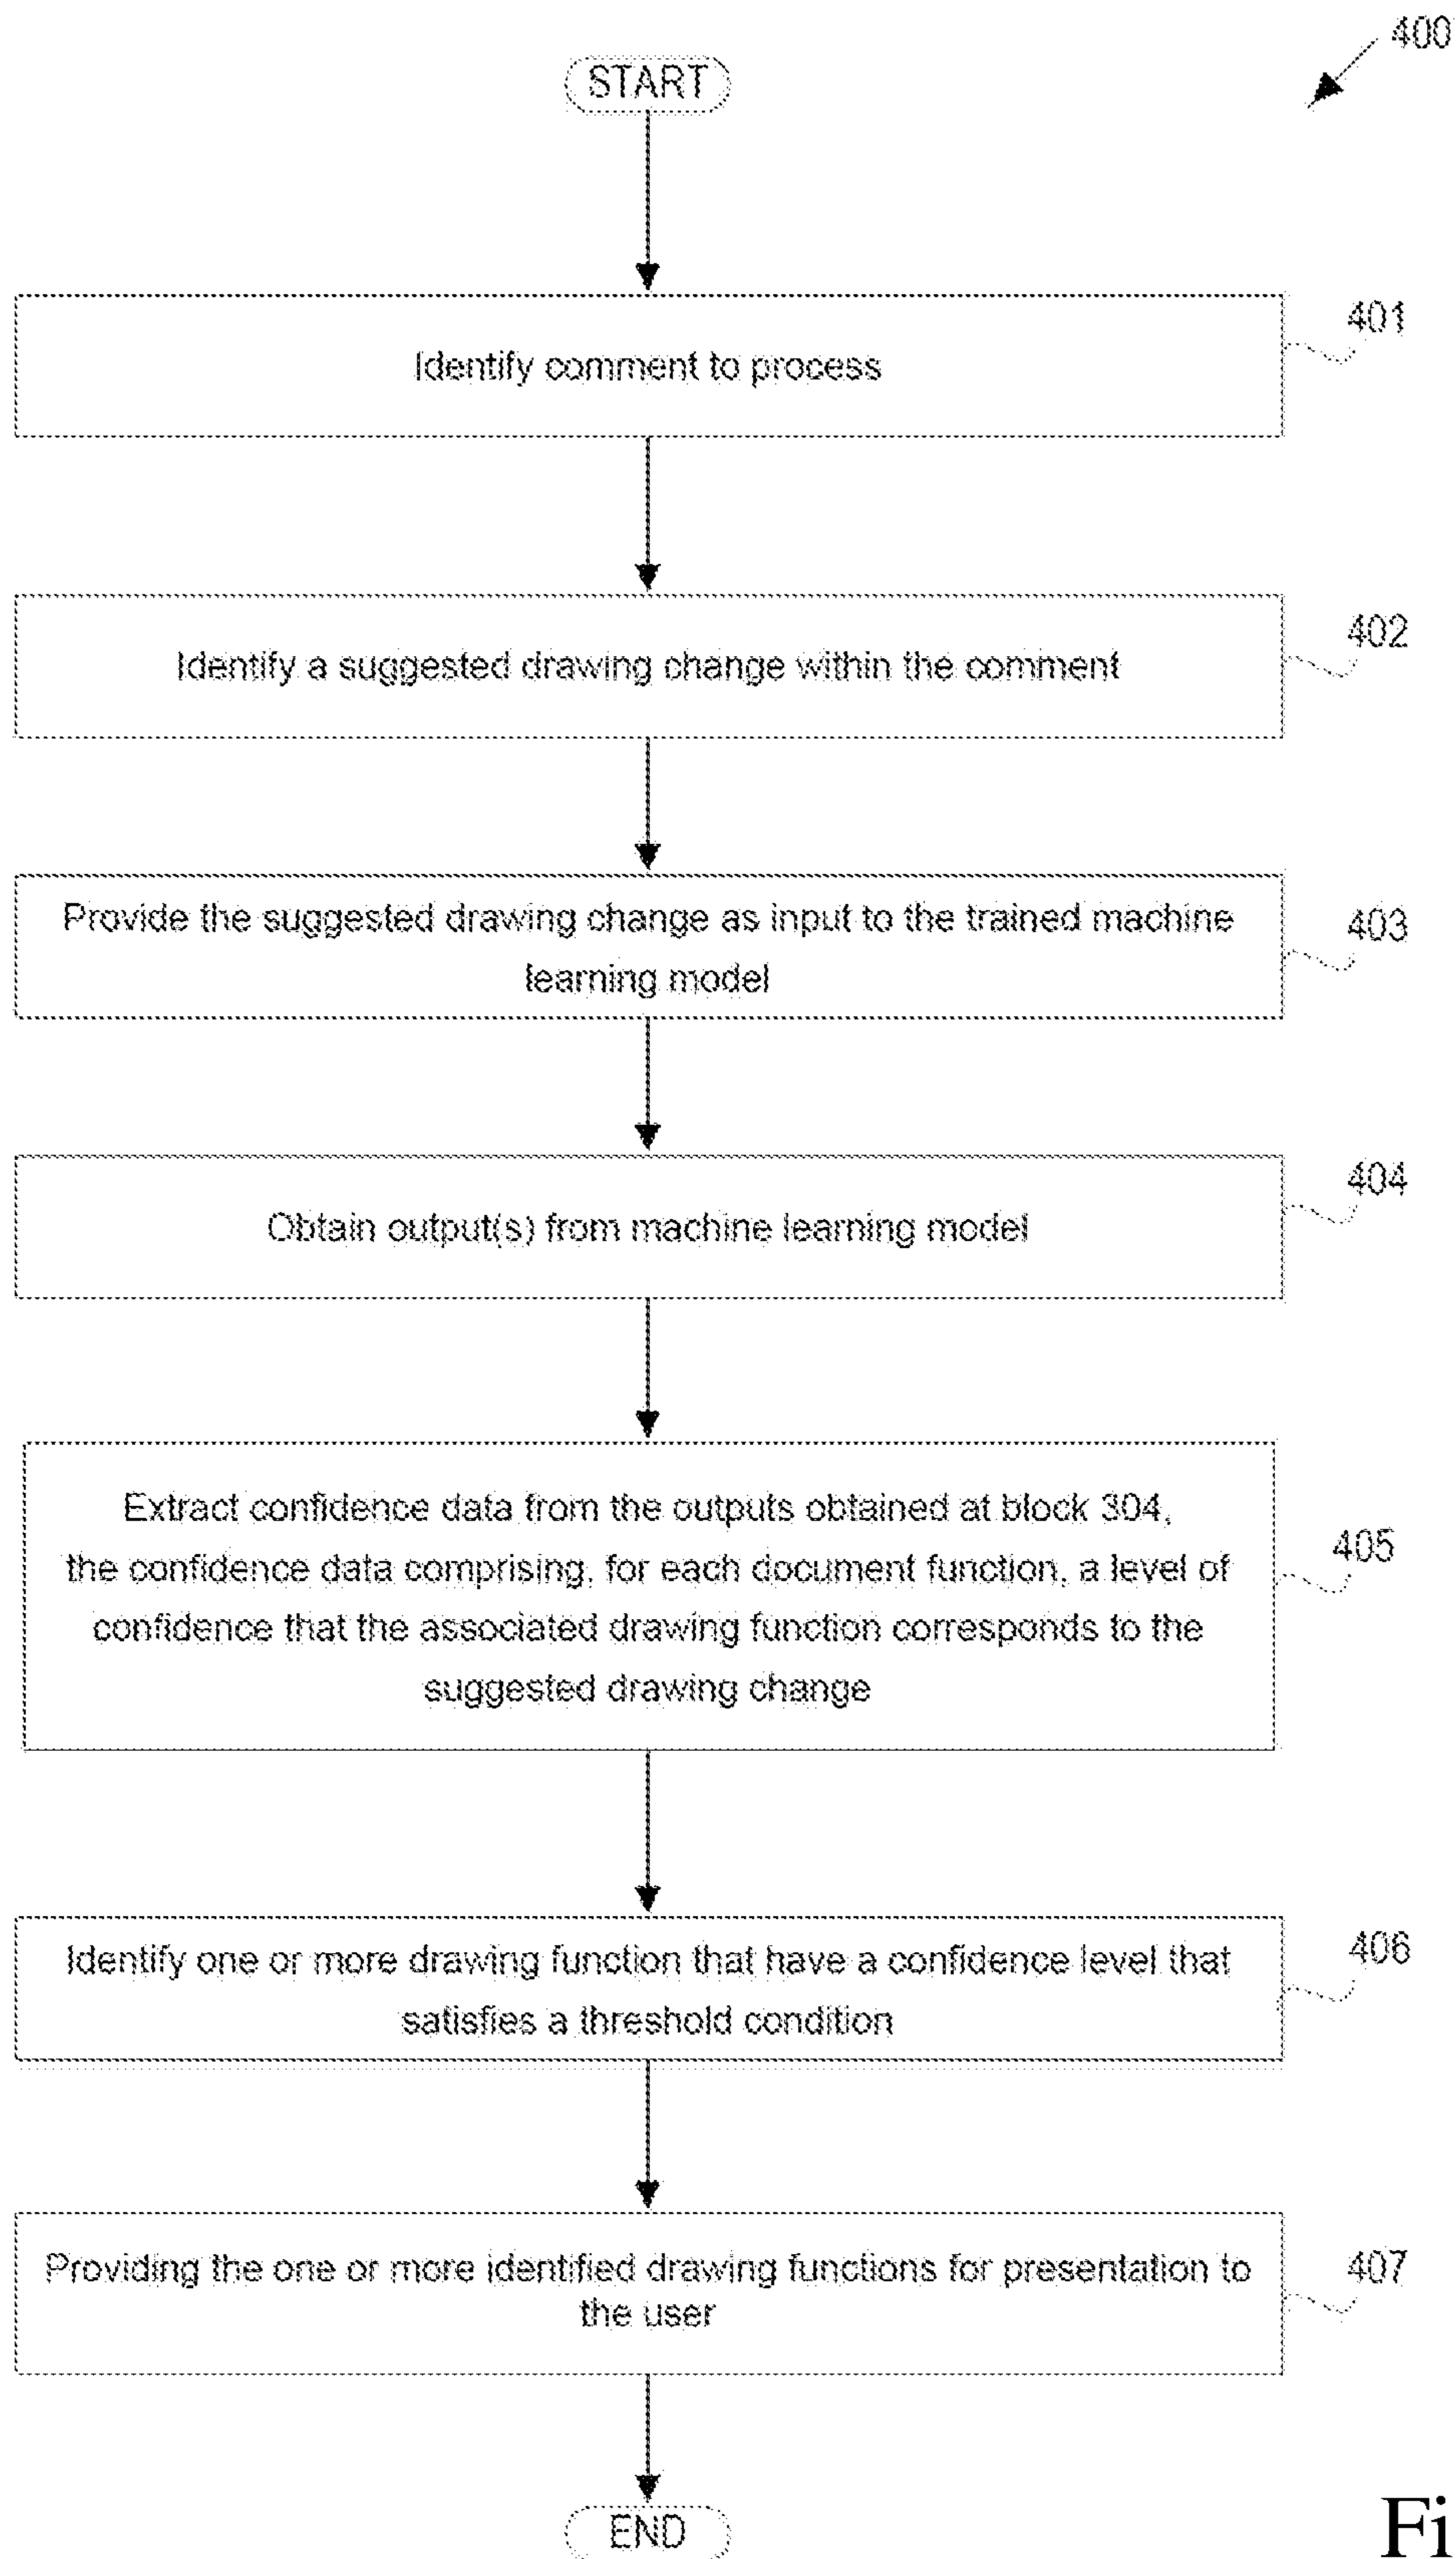 400
START
Identify comment to process
401
Identify a suggested drawing change within the comment
402
Provide the suggested drawing change as input to the trained machine
learning model
403
Obtain output(s) from machine learning model
404
Extract confidence data from the outputs obtained at block 304,
the confidence data comprising, for each document function, a level of
confidence that the associated drawing function corresponds to the
suggested drawing change
405
Identify one or more drawing function that have a confidence level that
satisfies a threshold condition
406
Providing the one or more identified drawing functions for presentation to
the user
407
END
Fi